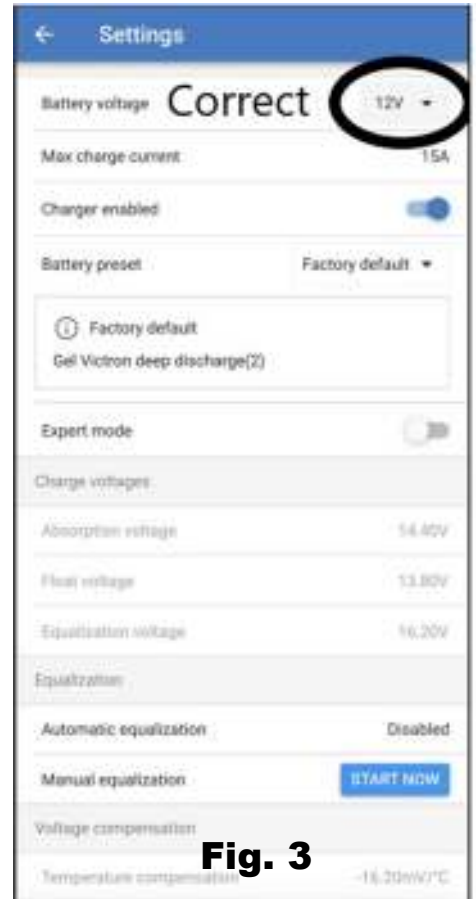 Settings
Battery voltage Correct 12V
Max charge current 15A
Charger enabled
Battery preset Factory default
Factory default
Gel Victron deep discharge(2)
Expert mode
Charge voltages
Absorption voltage 14.40V
Float voltage 13.80V
Equalization voltage 16.20V
Equalization
Automatic equalization Disabled
Manual equalization START NOW
Voltage compensation
Fig. 3
Temperature compensation -16.20mV/°C